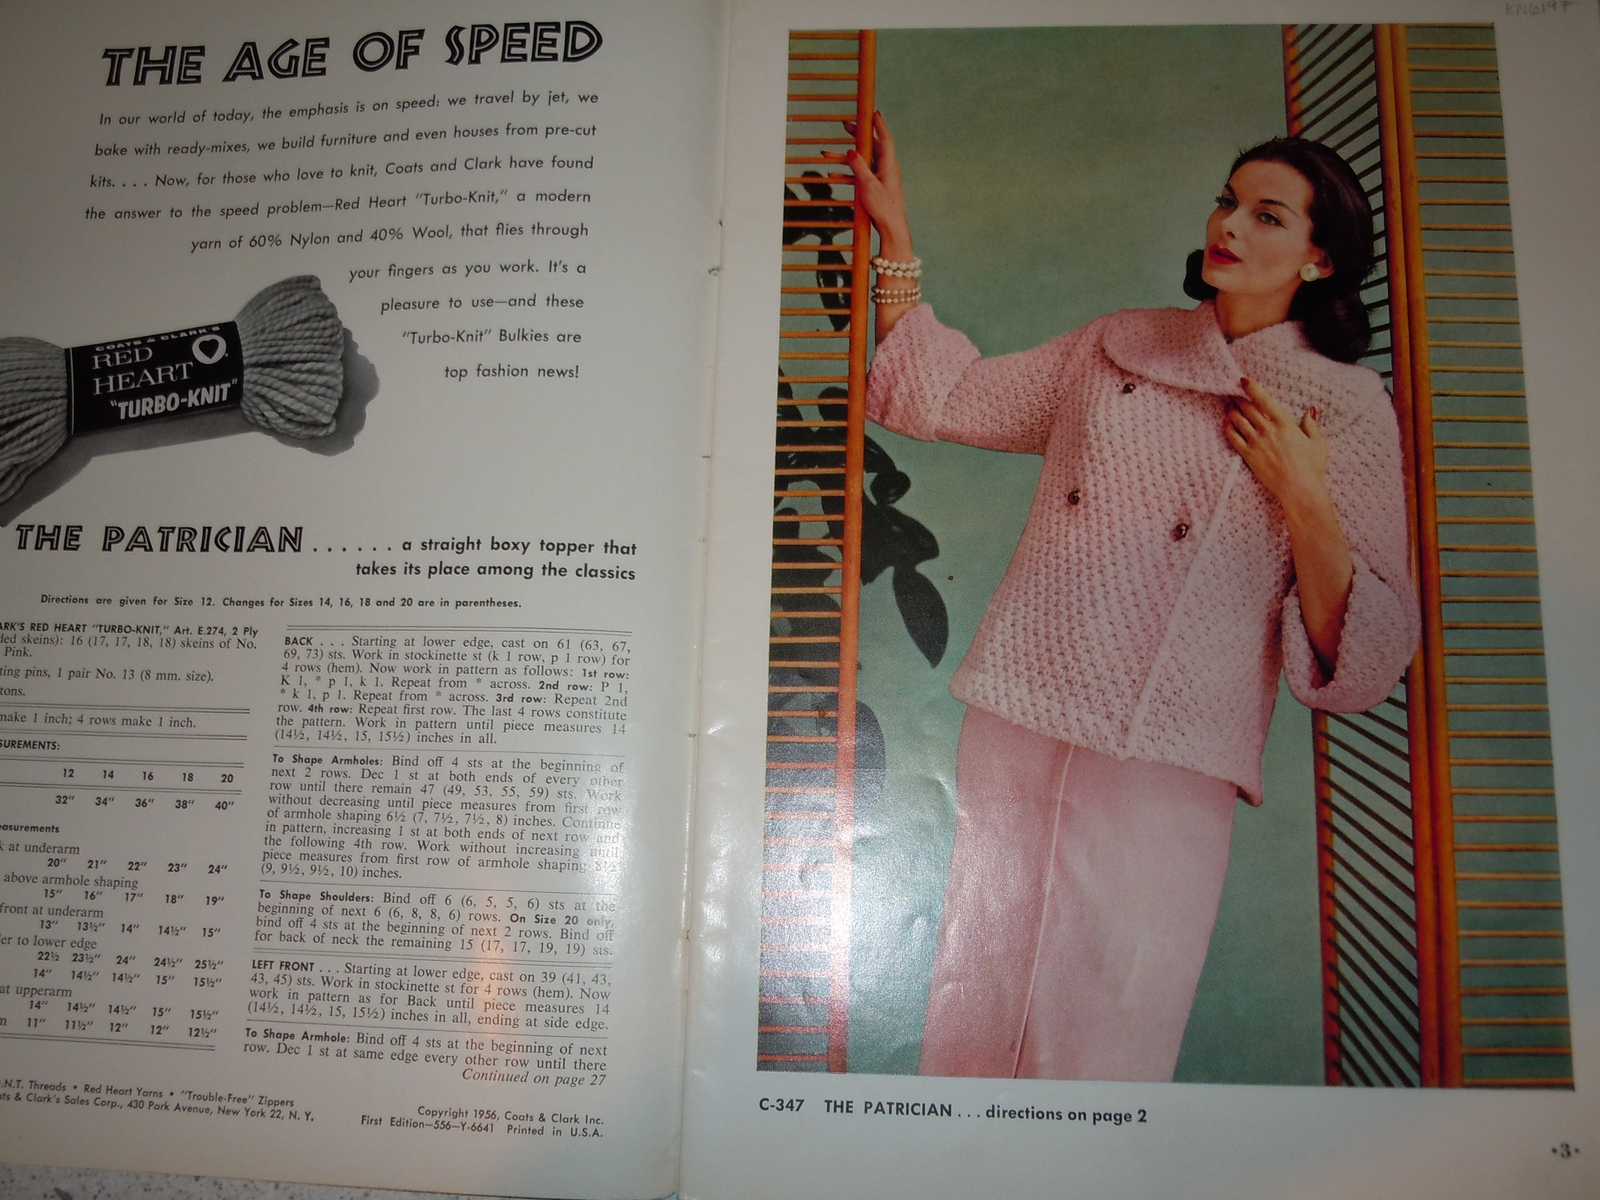 THE AGE OF SPEED
In our world of today, the emphasis is on speed: we travel by jet, we
bake with ready-mixes, we build furniture and even houses from pre-cut
kits. . . . Now, for those who love to knit, Coats and Clark have found
the answer to the speed problem—Red Heart "Turbo-Knit," a modern
yarn of 60% Nylon and 40% Wool, that flies through
your fingers as you work. It's a
pleasure to use—and these
"Turbo-Knit" Bulkies are
top fashion news!
COATS & CLARK'S
RED
HEART
"TURBO-KNIT"
THE PATRICIAN . . . . . . a straight boxy topper that
takes its place among the classics
Directions are given for Size 12. Changes for Sizes 14, 16, 18 and 20 are in parentheses.
ARK'S RED HEART "TURBO-KNIT," Art. E.274, 2 Ply
ded skeins): 16 (17, 17, 18, 18) skeins of No.
Pink.
ting pins, 1 pair No. 13 (8 mm. size).
tons.
make 1 inch; 4 rows make 1 inch.
SUREMENTS:
12 14 16 18 20
32" 34" 36" 38" 40"
easurements
k at underarm
20" 21" 22" 23" 24"
above armhole shaping
15" 16" 17" 18" 19"
front at underarm
13" 13½" 14" 14½" 15"
er to lower edge
22½ 23½" 24" 24½" 25½"
14" 14½" 14½" 15" 15½"
at upperarm
14" 14½" 14½" 15" 15½"
m 11" 11½" 12" 12" 12½"
BACK . . . Starting at lower edge, cast on 61 (63, 67,
69, 73) sts. Work in stockinette st (k 1 row, p 1 row) for
4 rows (hem). Now work in pattern as follows: 1st row:
K 1, * p 1, k 1. Repeat from * across. 2nd row: P 1,
* k 1, p 1. Repeat from * across. 3rd row: Repeat 2nd
row. 4th row: Repeat first row. The last 4 rows constitute
the pattern. Work in pattern until piece measures 14
(14½, 14½, 15, 15½) inches in all.
To Shape Armholes: Bind off 4 sts at the beginning of
next 2 rows. Dec 1 st at both ends of every other
row until there remain 47 (49, 53, 55, 59) sts. Work
without decreasing until piece measures from first row
of armhole shaping 6½ (7, 7½, 7½, 8) inches. Continue
in pattern, increasing 1 st at both ends of next row and
the following 4th row. Work without increasing until
piece measures from first row of armhole shaping 8½
(9, 9½, 9½, 10) inches.
To Shape Shoulders: Bind off 6 (6, 5, 5, 6) sts at the
beginning of next 6 (6, 8, 8, 6) rows. On Size 20 only,
bind off 4 sts at the beginning of next 2 rows. Bind off
for back of neck the remaining 15 (17, 17, 19, 19) sts.
LEFT FRONT . . . Starting at lower edge, cast on 39 (41, 43,
43, 45) sts. Work in stockinette st for 4 rows (hem). Now
work in pattern as for Back until piece measures 14
(14½, 14½, 15, 15½) inches in all, ending at side edge.
To Shape Armhole: Bind off 4 sts at the beginning of next
row. Dec 1 st at same edge every other row until there
Continued on page 27
.N.T. Threads • Red Heart Yarns • "Trouble-Free" Zippers
ats & Clark's Sales Corp., 430 Park Avenue, New York 22, N. Y.
Copyright 1956, Coats & Clark Inc.
First Edition—556—Y-6641 Printed in U.S.A.
KN6197
C-347 THE PATRICIAN . . . directions on page 2
•3•